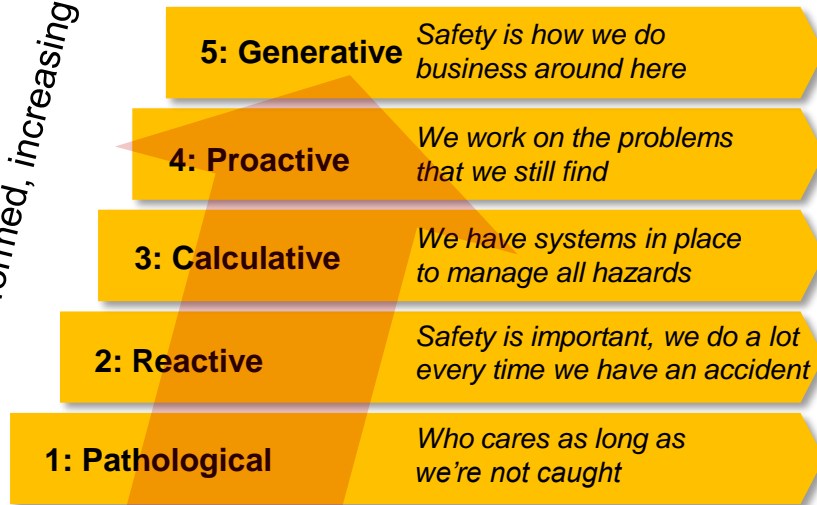 ormed, increasing
5: Generative
Safety is how we do
business around here
4: Proactive
We work on the problems
that we still find
3: Calculative
We have systems in place
to manage all hazards
2: Reactive
Safety is important, we do a lot
every time we have an accident
1: Pathological
Who cares as long as
we're not caught